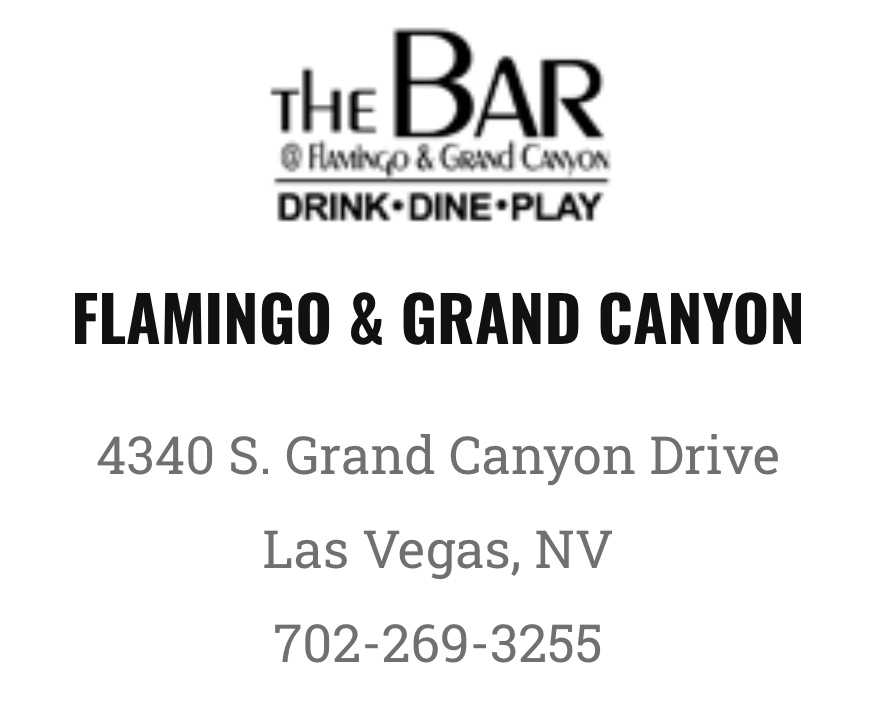 THE BAR
@ FLAMINGO & GRAND CANYON
DRINK•DINE•PLAY
FLAMINGO & GRAND CANYON
4340 S. Grand Canyon Drive
Las Vegas, NV
702-269-3255